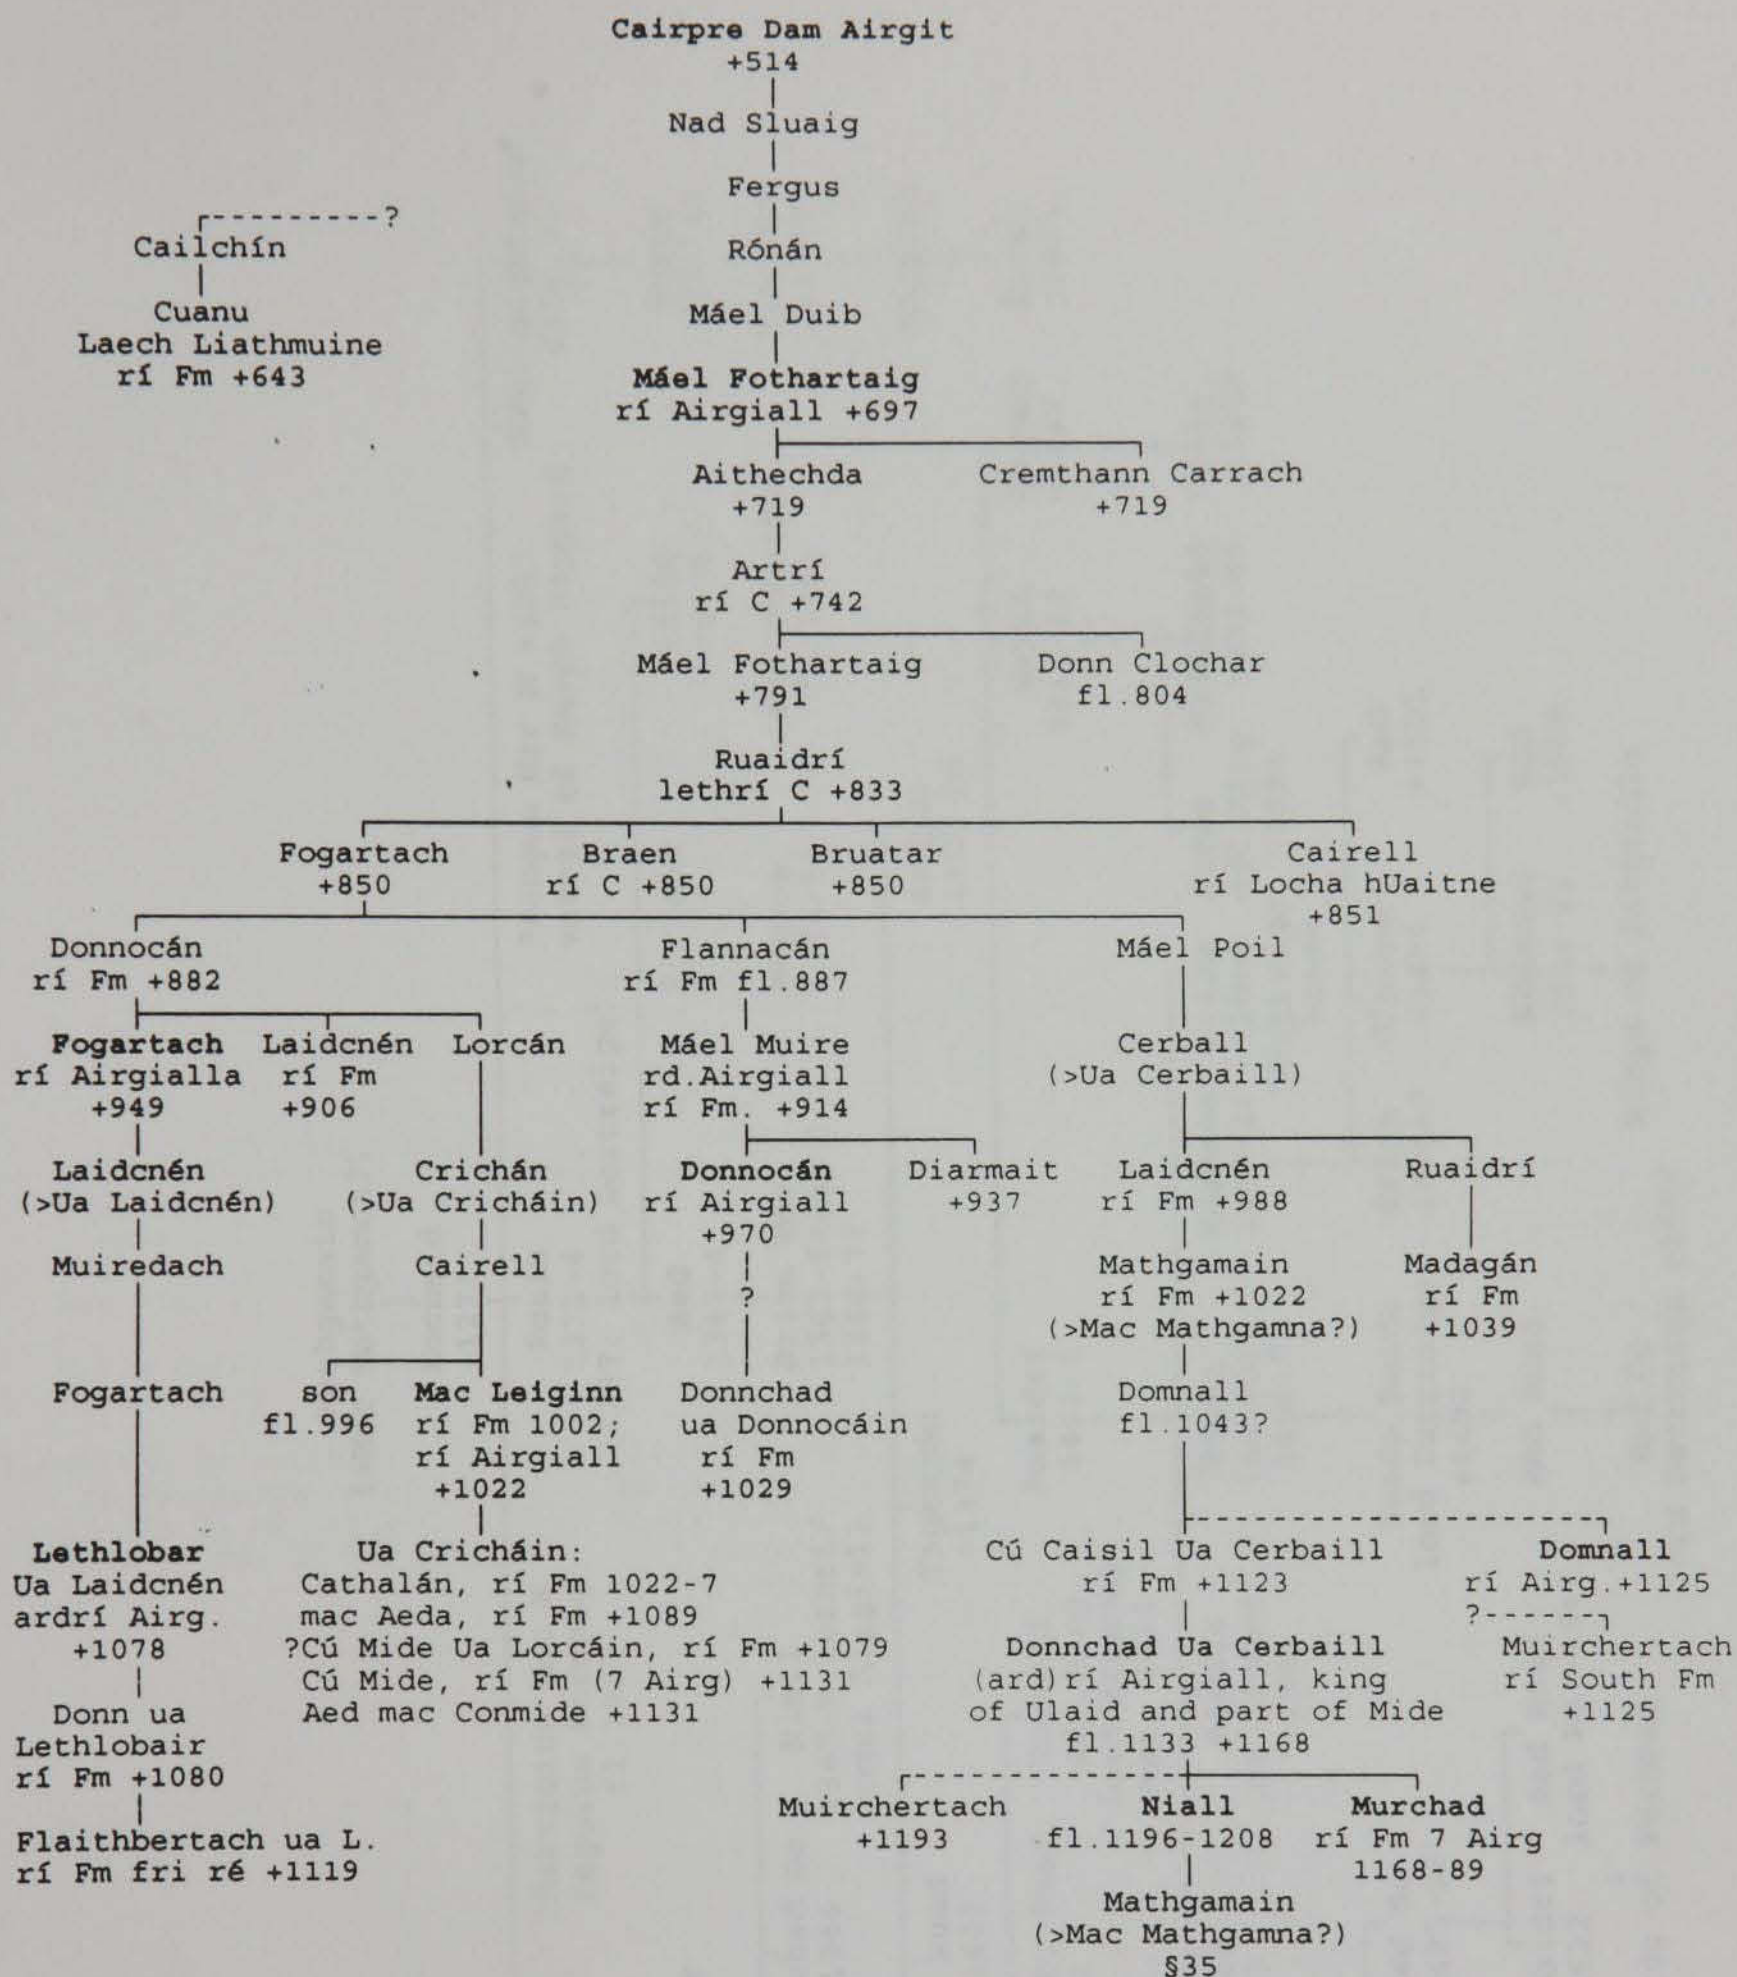 Cairpre Dam Airgit
+514
Nad Sluaig
Fergus
?
Cailchín
Rónán
Cuanu
Laech Liathmuine
rí Fm +643
Máel Duib
Máel Fothartaig
rí Airgiall +697
Aithechda Cremthann Carrach
+719 +719
Artrí
rí C +742
Máel Fothartaig Donn Clochar
+791 fl.804
Ruaidrí
lethrí C +833
Fogartach Braen Bruatar Cairell
+850 rí C +850 +850 rí Locha hUaitne
+851
Donnocán Flannacán Máel Poil
rí Fm +882 rí Fm fl.887
Fogartach Laidcnén Lorcán Máel Muire Cerball
rí Airgialla rí Fm rd.Airgiall (>Ua Cerbaill)
+949 +906 rí Fm. +914
Laidcnén Crichán Donnocán Diarmait Laidcnén Ruaidrí
(>Ua Laidcnén) (>Ua Cricháin) rí Airgiall +937 rí Fm +988
+970
Muiredach Cairell Mathgamain Madagán
? rí Fm +1022 rí Fm
(>Mac Mathgamna?) +1039
Fogartach son Mac Leiginn Donnchad Domnall
fl.996 rí Fm 1002; ua Donnocáin fl.1043?
rí Airgiall rí Fm
+1022 +1029
Lethlobar Ua Cricháin: Cú Caisil Ua Cerbaill Domnall
Ua Laidcnén Cathalán, rí Fm 1022-7 rí Fm +1123 rí Airg.+1125
ardrí Airg. mac Aeda, rí Fm +1089 ?
+1078 ?Cú Mide Ua Lorcáin, rí Fm +1079 Donnchad Ua Cerbaill Muirchertach
Cú Mide, rí Fm (7 Airg) +1131 (ard)rí Airgiall, king rí South Fm
Donn ua Aed mac Conmide +1131 of Ulaid and part of Mide +1125
Lethlobair fl.1133 +1168
rí Fm +1080
Muirchertach Niall Murchad
Flaithbertach ua L. +1193 fl.1196-1208 rí Fm 7 Airg
rí Fm fri ré +1119 1168-89
Mathgamain
(>Mac Mathgamna?)
§35